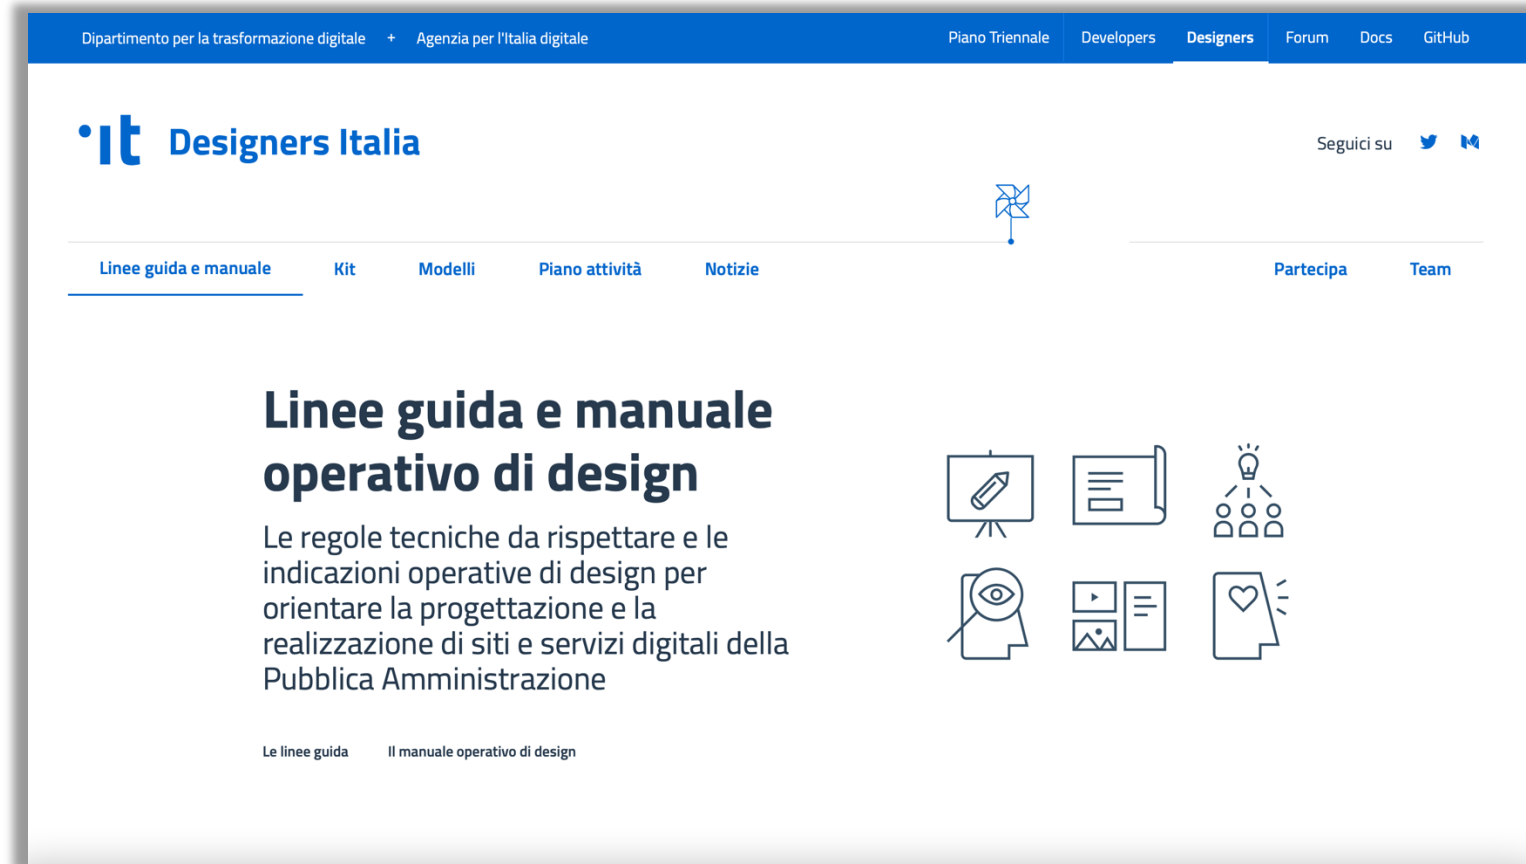 Dipartimento per la trasformazione digitale + Agenzia per l'Italia digitale
Piano Triennale Developers Designers Forum Docs GitHub
it Designers Italia
Seguici su
Linee guida e manuale Kit Modelli Piano attività Notizie Partecipa Team
Linee guida e manuale
operativo di design
Le regole tecniche da rispettare e le
indicazioni operative di design per
orientare la progettazione e la
realizzazione di siti e servizi digitali della
Pubblica Amministrazione
Le linee guida Il manuale operativo di design